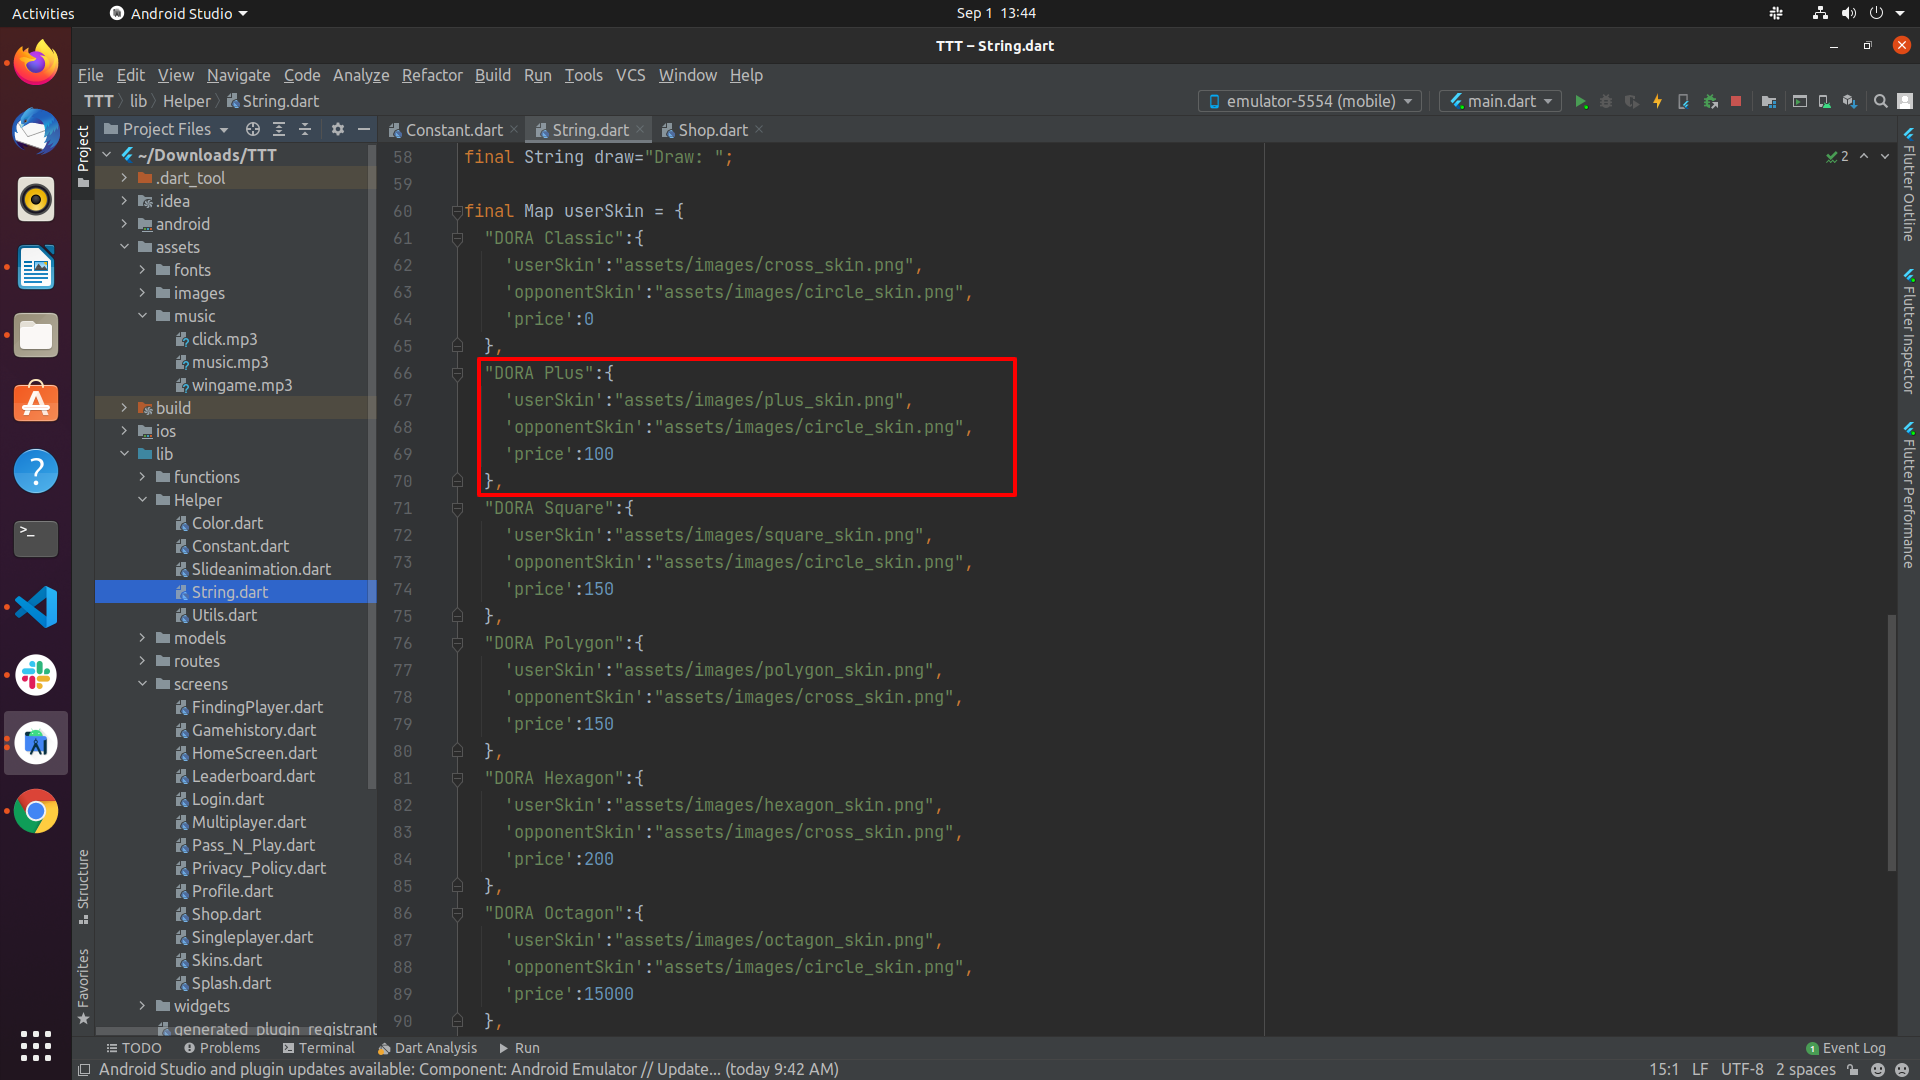 Activities
Android Studio
Sep 1 13:44
TTT – String.dart
File Edit View Navigate Code Analyze Refactor Build Run Tools VCS Window Help
TTT lib Helper String.dart
emulator-5554 (mobile)
main.dart
Project
Structure
Favorites
Project Files
~/Downloads/TTT
.dart_tool
.idea
android
assets
fonts
images
music
click.mp3
music.mp3
wingame.mp3
build
ios
lib
functions
Helper
Color.dart
Constant.dart
Slideanimation.dart
String.dart
Utils.dart
models
routes
screens
FindingPlayer.dart
Gamehistory.dart
HomeScreen.dart
Leaderboard.dart
Login.dart
Multiplayer.dart
Pass_N_Play.dart
Privacy_Policy.dart
Profile.dart
Shop.dart
Singleplayer.dart
Skins.dart
Splash.dart
widgets
generated_plugin_registrant
Constant.dart String.dart Shop.dart
2
58 final String draw="Draw: ";
59
60 final Map userSkin = {
61 "DORA Classic":{
62 'userSkin':"assets/images/cross_skin.png",
63 'opponentSkin':"assets/images/circle_skin.png",
64 'price':0
65 },
66 "DORA Plus":{
67 'userSkin':"assets/images/plus_skin.png",
68 'opponentSkin':"assets/images/circle_skin.png",
69 'price':100
70 },
71 "DORA Square":{
72 'userSkin':"assets/images/square_skin.png",
73 'opponentSkin':"assets/images/circle_skin.png",
74 'price':150
75 },
76 "DORA Polygon":{
77 'userSkin':"assets/images/polygon_skin.png",
78 'opponentSkin':"assets/images/cross_skin.png",
79 'price':150
80 },
81 "DORA Hexagon":{
82 'userSkin':"assets/images/hexagon_skin.png",
83 'opponentSkin':"assets/images/cross_skin.png",
84 'price':200
85 },
86 "DORA Octagon":{
87 'userSkin':"assets/images/octagon_skin.png",
88 'opponentSkin':"assets/images/circle_skin.png",
89 'price':15000
90 },
Flutter Outline
Flutter Inspector
Flutter Performance
TODO Problems Terminal Dart Analysis Run
1 Event Log
Android Studio and plugin updates available: Component: Android Emulator // Update... (today 9:42 AM)
15:1 LF UTF-8 2 spaces